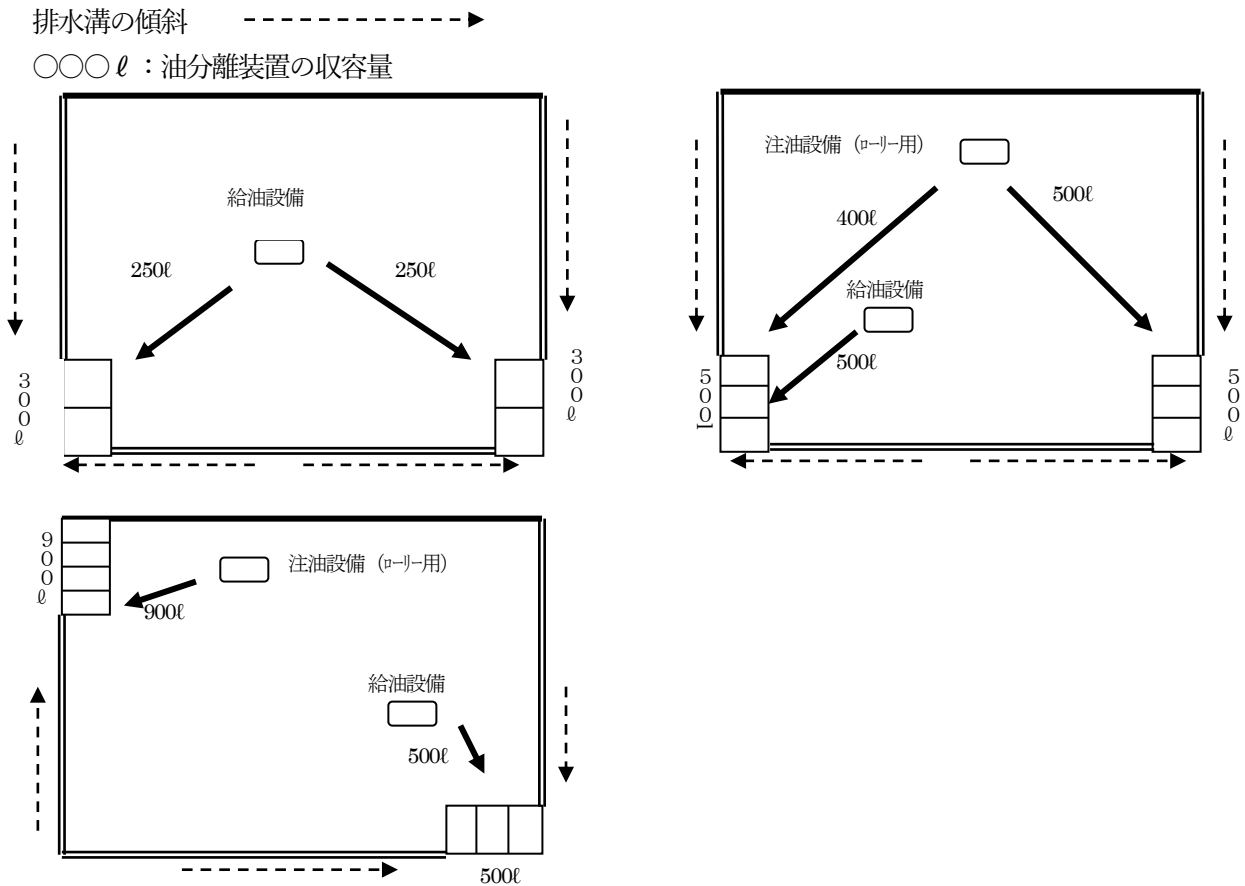 排水溝の傾斜
○○○ℓ：油分離装置の収容量
給油設備
250ℓ
250ℓ
300ℓ
300ℓ
注油設備（ﾛｰﾘｰ用）
400ℓ
500ℓ
給油設備
500ℓ
500l
500ℓ
900ℓ
注油設備（ﾛｰﾘｰ用）
900ℓ
給油設備
500ℓ
500ℓ